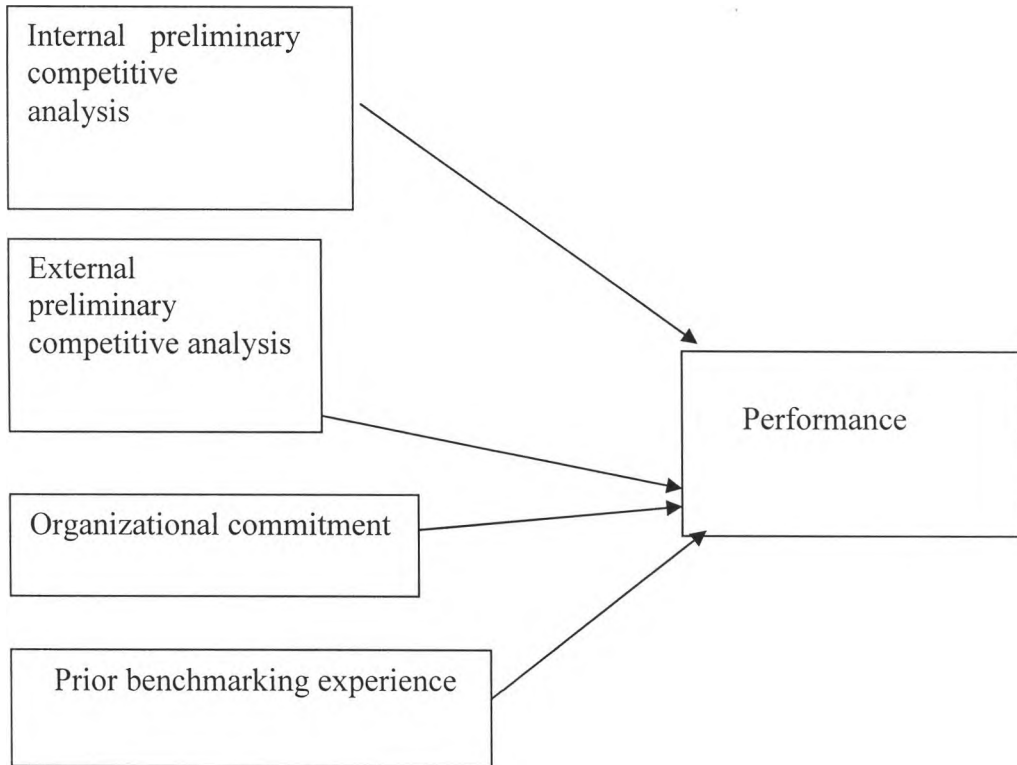 Internal preliminary
competitive
analysis
External
preliminary
competitive analysis
Performance
Organizational commitment
Prior benchmarking experience